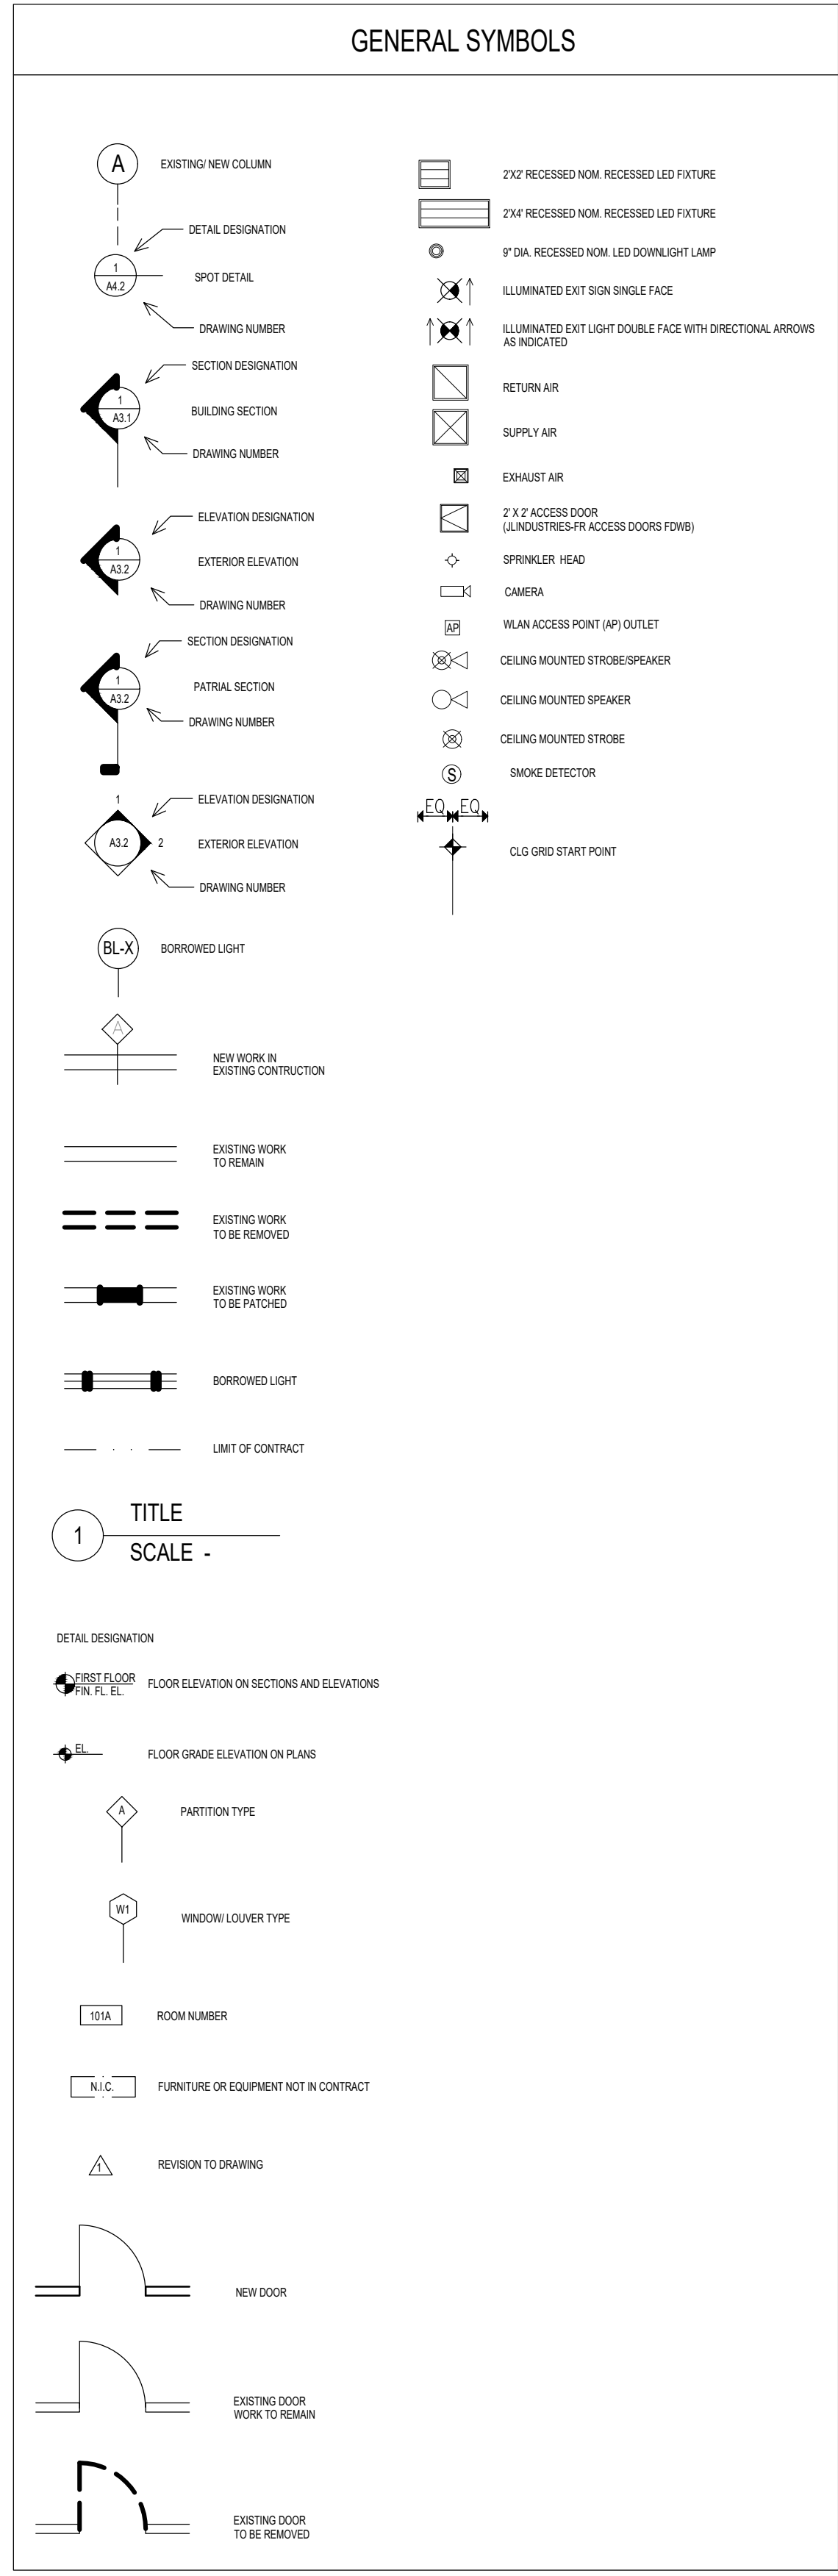 GENERAL SYMBOLS
A
EXISTING/ NEW COLUMN
DETAIL DESIGNATION
1
A4.2
SPOT DETAIL
DRAWING NUMBER
SECTION DESIGNATION
1
A3.1
BUILDING SECTION
DRAWING NUMBER
ELEVATION DESIGNATION
1
A3.2
EXTERIOR ELEVATION
DRAWING NUMBER
SECTION DESIGNATION
1
A3.2
PATRIAL SECTION
DRAWING NUMBER
1
ELEVATION DESIGNATION
A3.2
2
EXTERIOR ELEVATION
DRAWING NUMBER
BL-X
BORROWED LIGHT
A
NEW WORK IN
EXISTING CONTRUCTION
EXISTING WORK
TO REMAIN
EXISTING WORK
TO BE REMOVED
EXISTING WORK
TO BE PATCHED
BORROWED LIGHT
LIMIT OF CONTRACT
1
TITLE
SCALE -
DETAIL DESIGNATION
FIRST FLOOR
FIN. FL. EL.
FLOOR ELEVATION ON SECTIONS AND ELEVATIONS
EL.
FLOOR GRADE ELEVATION ON PLANS
A
PARTITION TYPE
W1
WINDOW/ LOUVER TYPE
101A
ROOM NUMBER
N.I.C.
FURNITURE OR EQUIPMENT NOT IN CONTRACT
1
REVISION TO DRAWING
NEW DOOR
EXISTING DOOR
WORK TO REMAIN
EXISTING DOOR
TO BE REMOVED
2'X2' RECESSED NOM. RECESSED LED FIXTURE
2'X4' RECESSED NOM. RECESSED LED FIXTURE
9" DIA. RECESSED NOM. LED DOWNLIGHT LAMP
ILLUMINATED EXIT SIGN SINGLE FACE
ILLUMINATED EXIT LIGHT DOUBLE FACE WITH DIRECTIONAL ARROWS
AS INDICATED
RETURN AIR
SUPPLY AIR
EXHAUST AIR
2' X 2' ACCESS DOOR
(JLINDUSTRIES-FR ACCESS DOORS FDWB)
SPRINKLER HEAD
CAMERA
AP
WLAN ACCESS POINT (AP) OUTLET
CEILING MOUNTED STROBE/SPEAKER
CEILING MOUNTED SPEAKER
CEILING MOUNTED STROBE
S
SMOKE DETECTOR
EQ EQ
CLG GRID START POINT